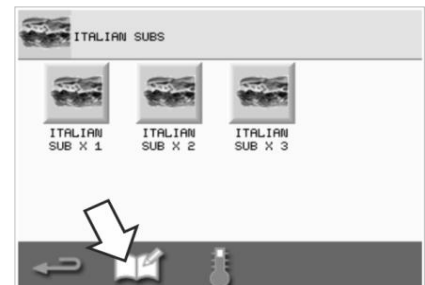 ITALIAN SUBS
ITALIAN
SUB X 1
ITALIAN
SUB X 2
ITALIAN
SUB X 3